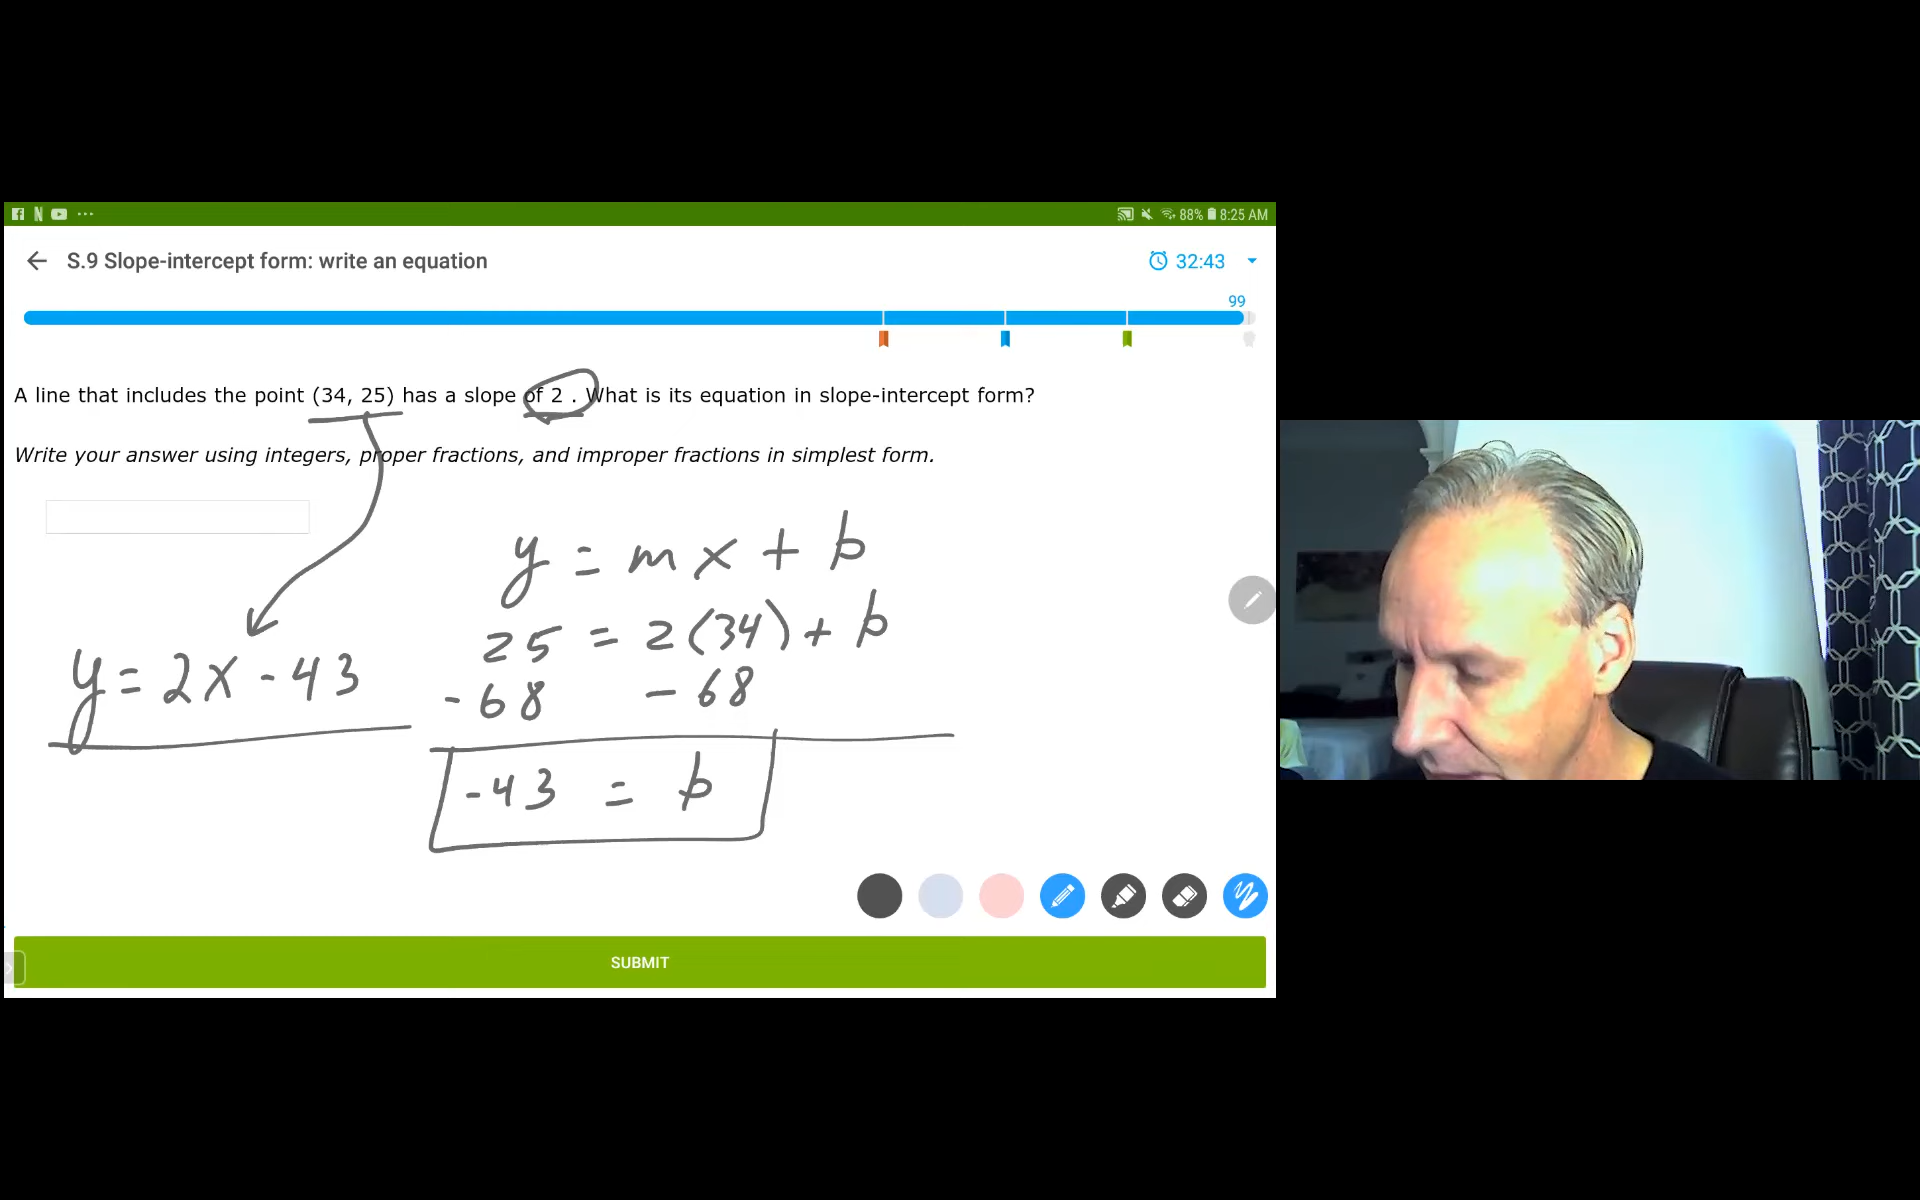 88% 8:25 AM
S.9 Slope-intercept form: write an equation
32:43
99
A line that includes the point (34, 25) has a slope of 2 . What is its equation in slope-intercept form?
Write your answer using integers, proper fractions, and improper fractions in simplest form.
y = mx + b
25 = 2(34) + b
-68 -68
-43 = b
y = 2x - 43
SUBMIT